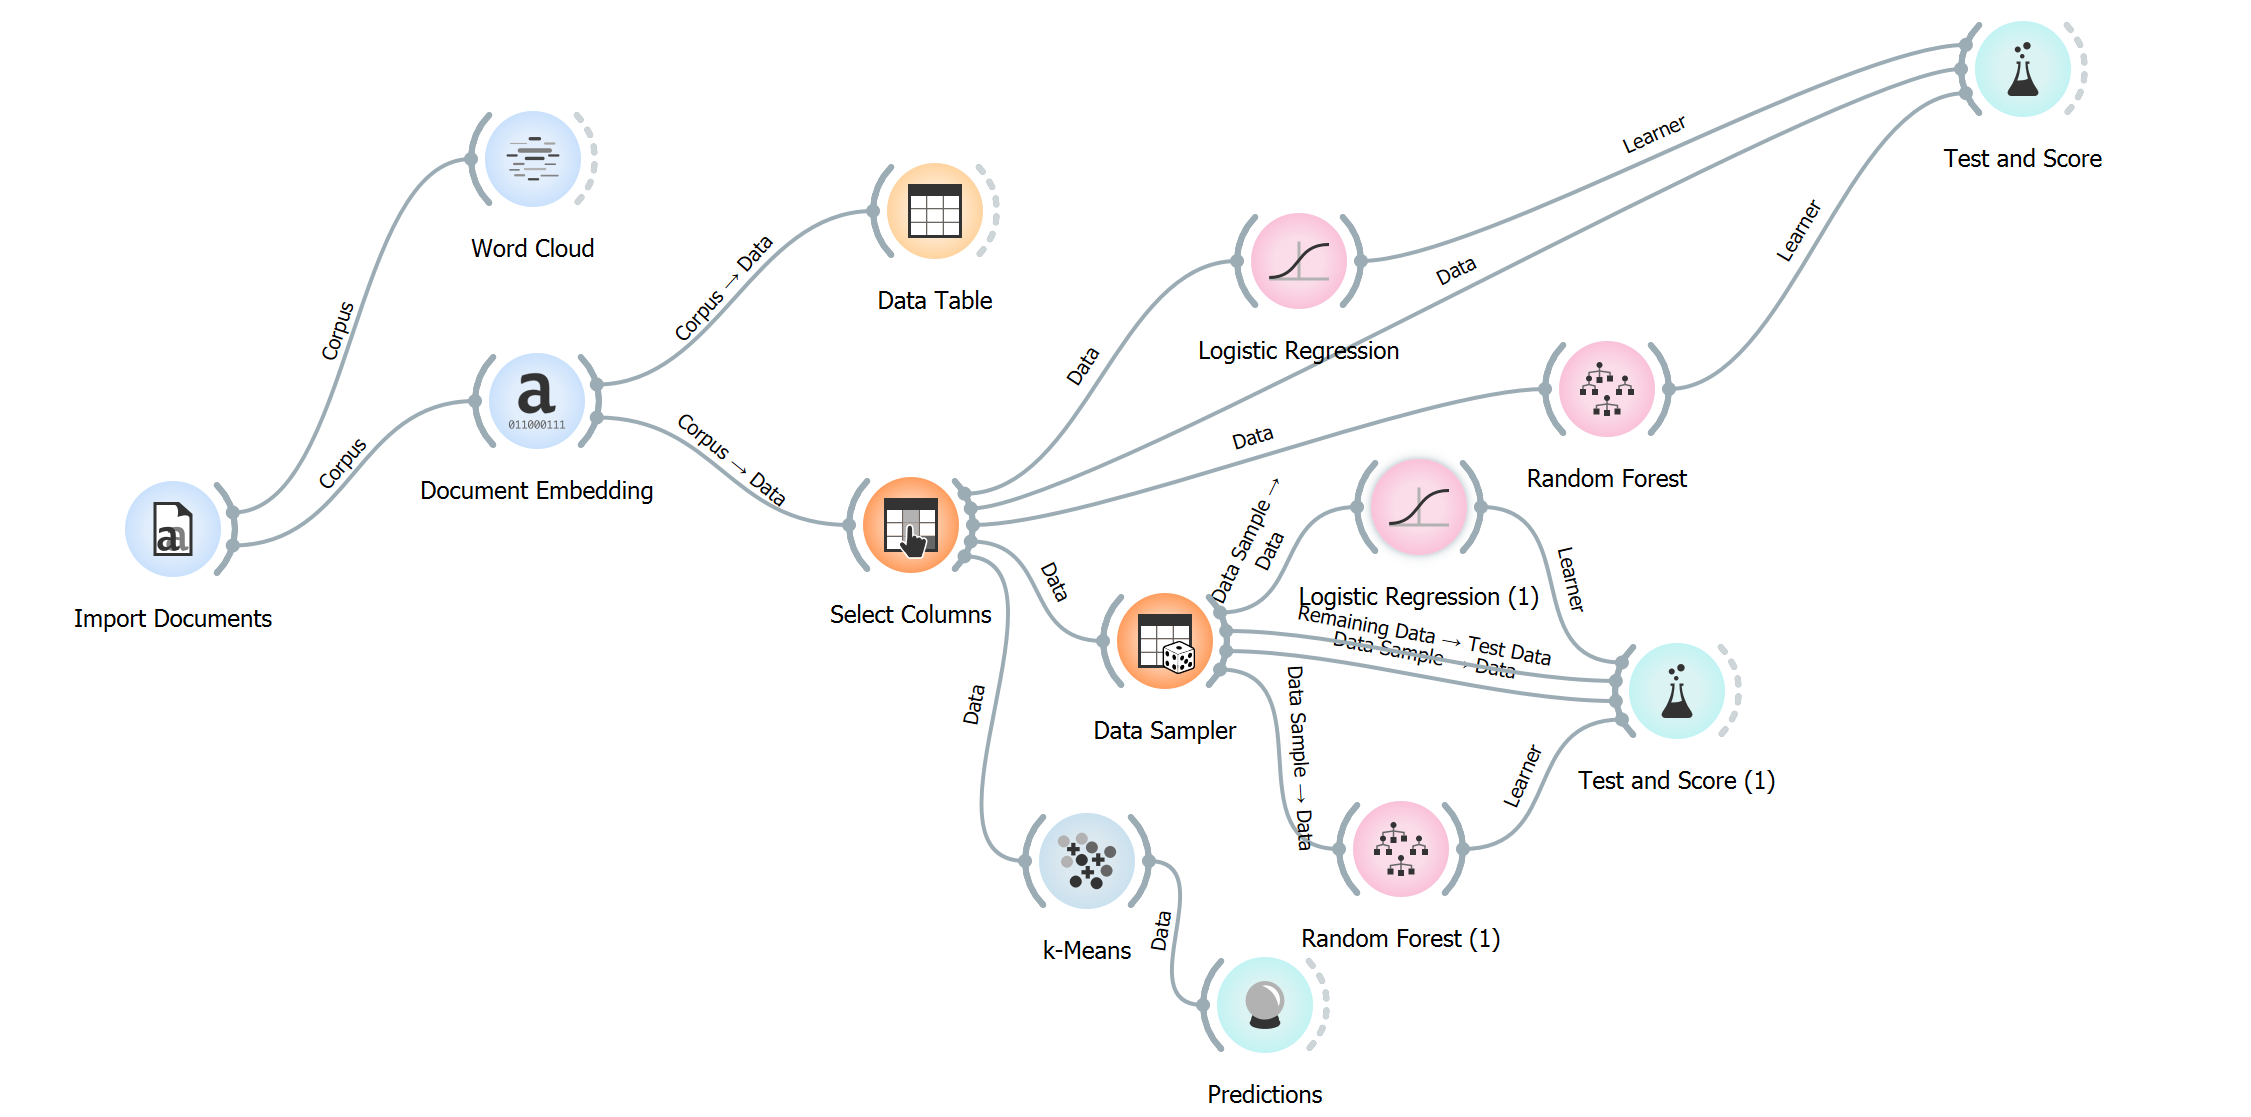 Test and Score
Learner
Word Cloud
Learner
Corpus → Data
Data
Data Table
Corpus
Logistic Regression
Data
Corpus
a
011000111
Document Embedding
Corpus → Data
Data
Random Forest
a
Import Documents
Select Columns
Data
Data Sample →
Data
Logistic Regression (1)
Learner
Remaining Data → Test Data
Data Sample → Data
Data
Data Sampler
Data Sample → Data
Learner
Test and Score (1)
k-Means
Data
Random Forest (1)
Predictions